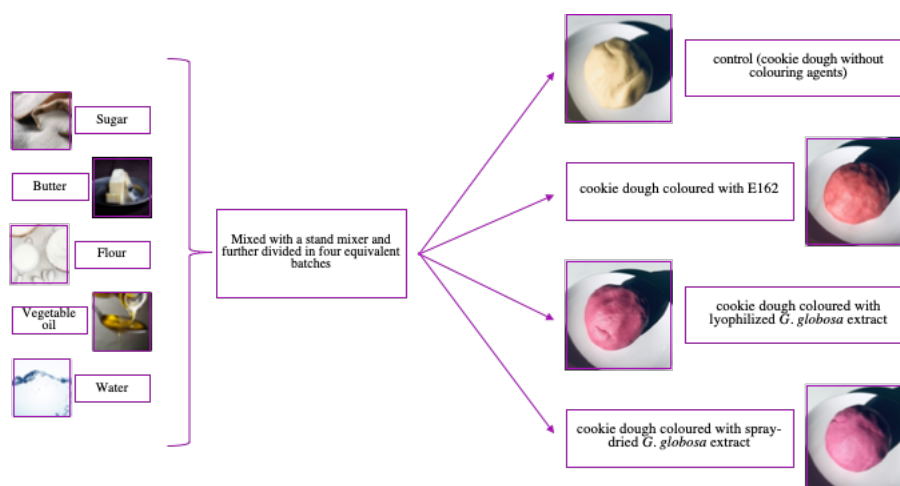 Sugar
Butter
Flour
Vegetable
oil
Water
Mixed with a stand mixer and
further divided in four equivalent
batches
control (cookie dough without
colouring agents)
cookie dough coloured with E162
cookie dough coloured with
lyophilized G. globosa extract
cookie dough coloured with spray-
dried G. globosa extract